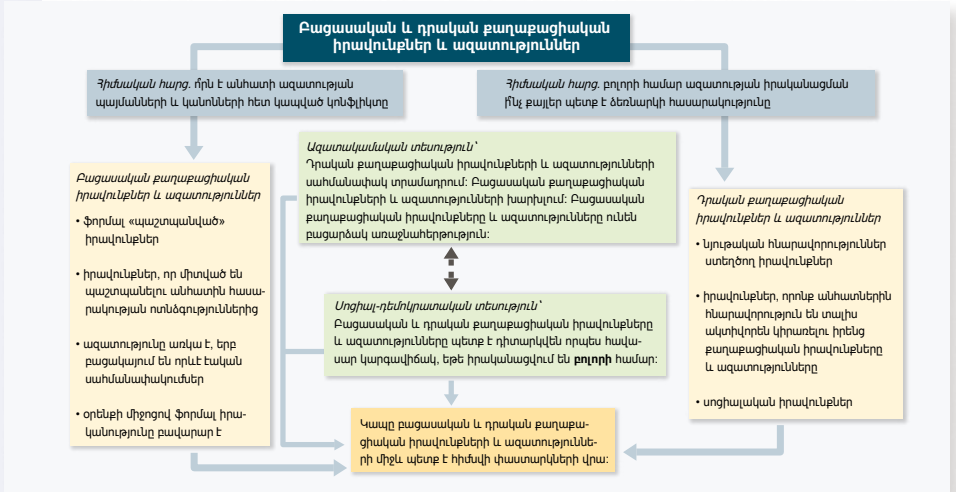 Բացասական և դրական քաղաքացիական
իրավունքներ և ազատություններ
Հիմնական հարց. ո՞րն է անհատի ազատության
պայմանների և կանոնների հետ կապված կոնֆլիկտը
Հիմնական հարց. բոլորի համար ազատության իրականացման
ի՞նչ քայլեր պետք է ձեռնարկի հասարակությունը
Բացասական քաղաքացիական
իրավունքներ և ազատություններ
• ֆորմալ «պաշտպանված»
իրավունքներ
• իրավունքներ, որ միտված են
պաշտպանելու անհատին հասա-
րակության ոտնձգություններից
• ազատությունը առկա է, երբ
բացակայում են որևէ էական
սահմանափակումներ
• օրենքի միջոցով ֆորմալ իրա-
կանությունը բավարար է
Ազատականական տեսություն՝
Դրական քաղաքացիական իրավունքների և ազատությունների
սահմանափակ տրամադրում: Բացասական քաղաքացիական
իրավունքների և ազատությունների խարխլում: Բացասական
քաղաքացիական իրավունքները և ազատությունները ունեն
բացարձակ առաջնահերթություն:
Սոցիալ-դեմոկրատական տեսություն՝
Բացասական և դրական քաղաքացիական իրավունքները
և ազատությունները պետք է դիտարկվեն որպես հավա-
սար կարգավիճակ, եթե իրականացվում են բոլորի համար:
Կապը բացասական և դրական քաղաքա-
ցիական իրավունքների և ազատություննե-
րի միջև պետք է հիմնվի փաստարկների վրա:
Դրական քաղաքացիական
իրավունքներ և ազատություններ
• նյութական հնարավորություններ
ստեղծող իրավունքներ
• իրավունքներ, որոնք անհատներին
հնարավորություն են տալիս
ակտիվորեն կիրառելու իրենց
քաղաքացիական իրավունքները
և ազատությունները
• սոցիալական իրավունքներ